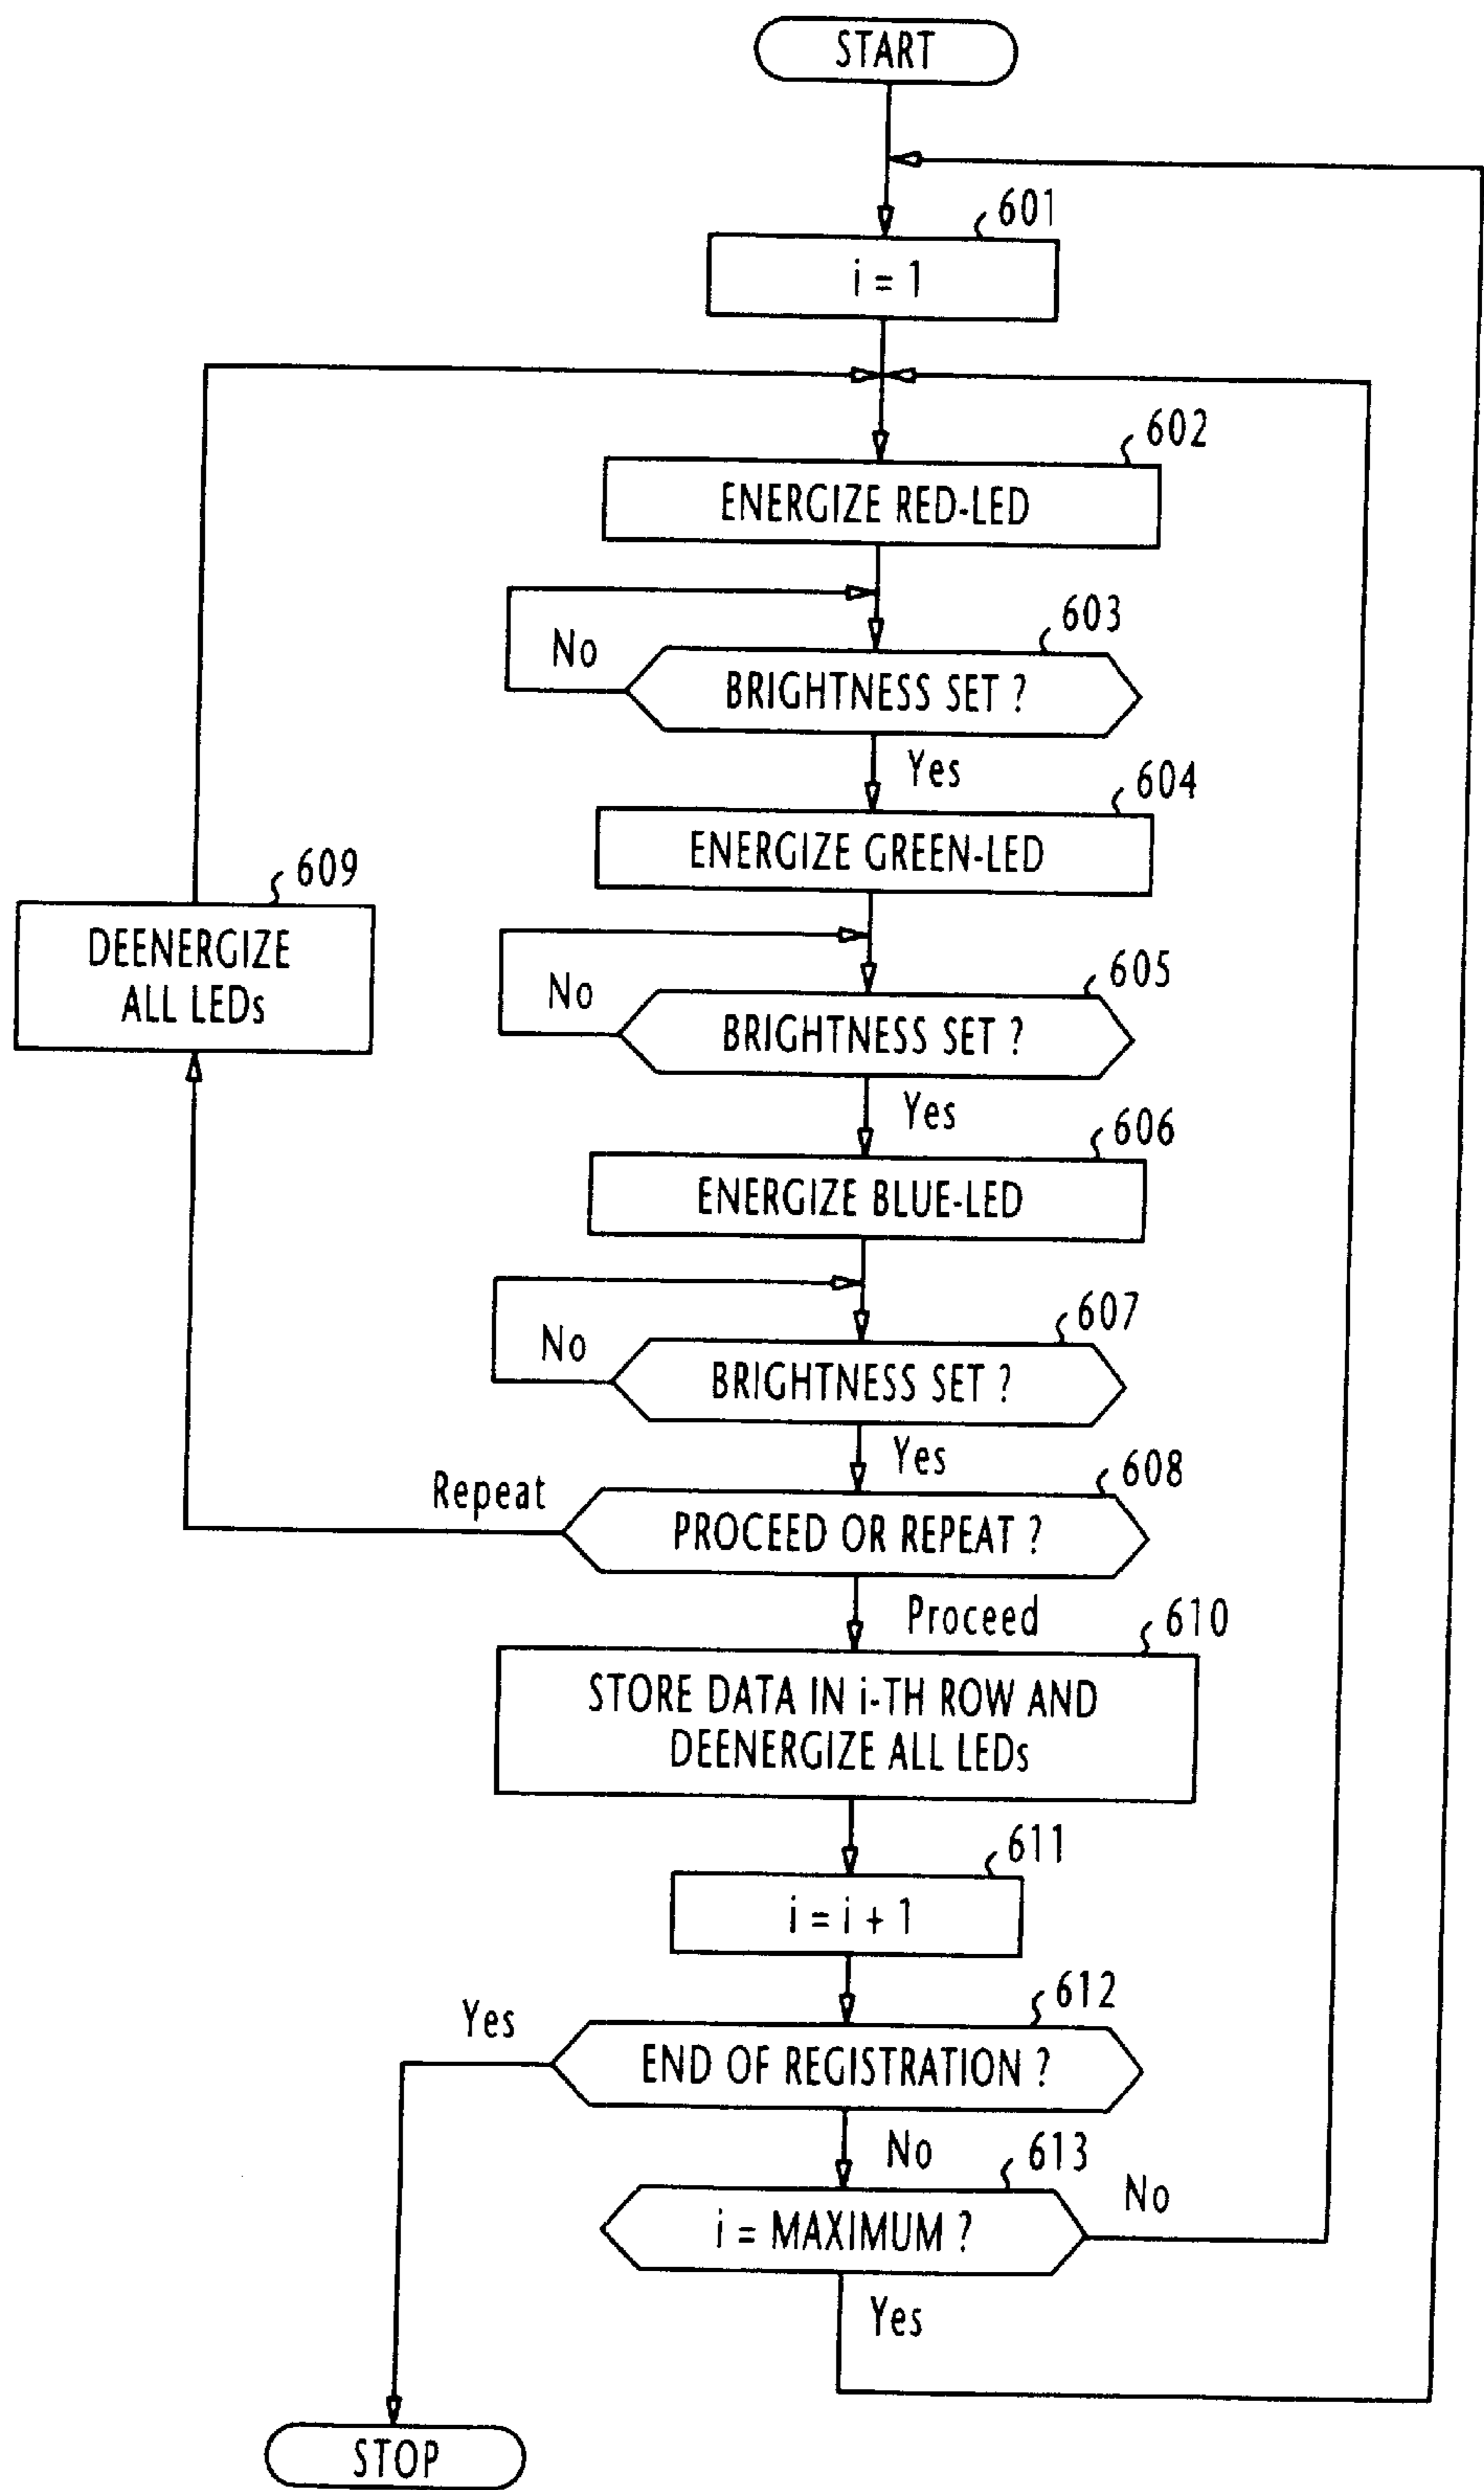 START
601
i = 1
602
ENERGIZE RED-LED
603
No
BRIGHTNESS SET ?
Yes
604
ENERGIZE GREEN-LED
609
DEENERGIZE
ALL LEDs
605
No
BRIGHTNESS SET ?
Yes
606
ENERGIZE BLUE-LED
607
No
BRIGHTNESS SET ?
Yes
608
Repeat
PROCEED OR REPEAT ?
Proceed
610
STORE DATA IN i-TH ROW AND
DEENERGIZE ALL LEDs
611
i = i + 1
612
Yes
END OF REGISTRATION ?
No
613
No
i = MAXIMUM ?
Yes
STOP